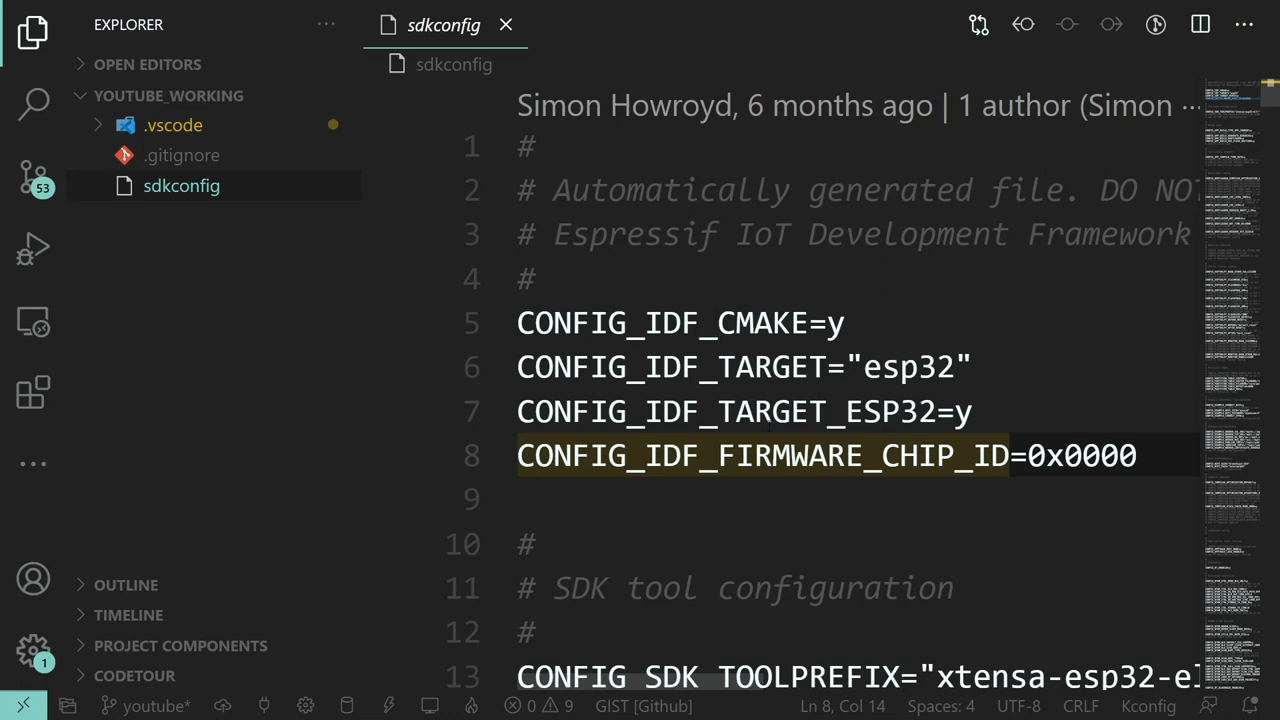 EXPLORER
OPEN EDITORS
YOUTUBE_WORKING
.vscode
.gitignore
sdkconfig
53
OUTLINE
TIMELINE
PROJECT COMPONENTS
CODETOUR
1
sdkconfig
sdkconfig
Simon Howroyd, 6 months ago | 1 author (Simon ...
1 #
2 # Automatically generated file. DO NO
3 # Espressif IoT Development Framework
4 #
5 CONFIG_IDF_CMAKE=y
6 CONFIG_IDF_TARGET="esp32"
7 CONFIG_IDF_TARGET_ESP32=y
8 CONFIG_IDF_FIRMWARE_CHIP_ID=0x0000
9
10 #
11 # SDK tool configuration
12 #
13 CONFIG_SDK_TOOLPREFIX="xtensa-esp32-e
youtube* 0 9 GIST [Github] Ln 8, Col 14 Spaces: 4 UTF-8 CRLF Kconfig